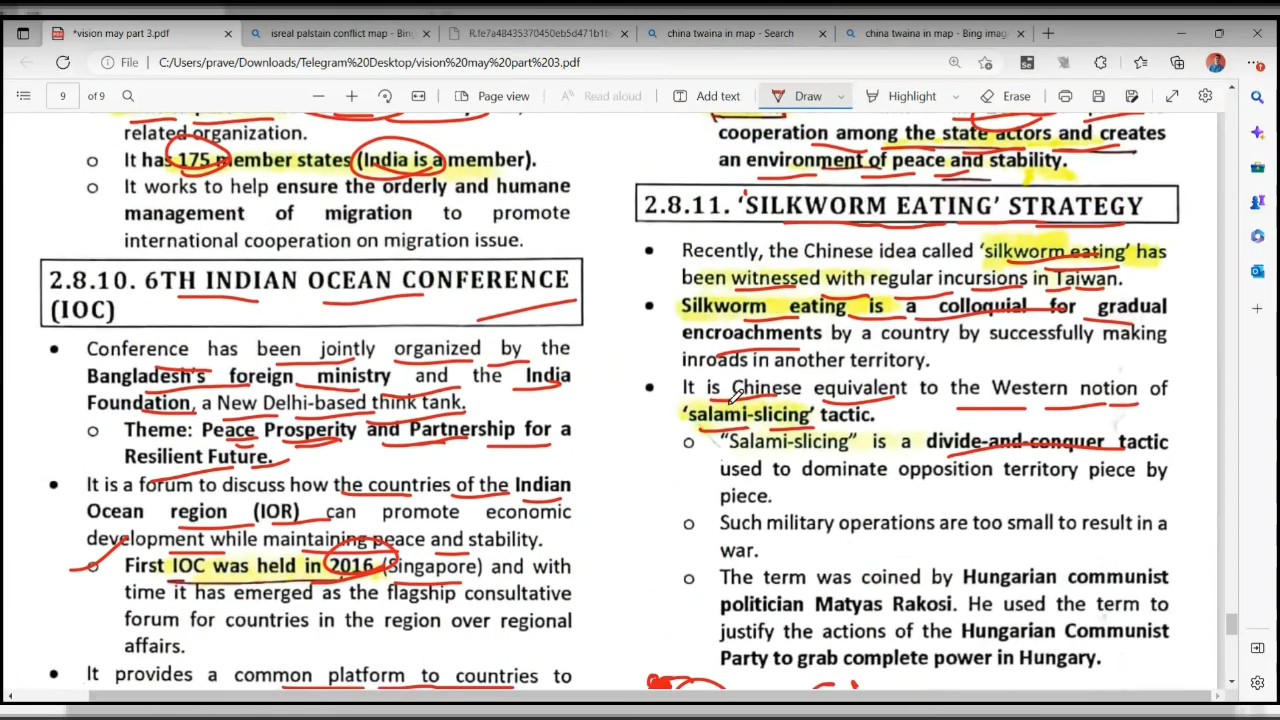 *vision may part 3.pdf
isreal palstain conflict map - Bing
R.fe7a48435370450eb5d471b1b
china twaina in map - Search
china twaina in map - Bing imag
File
C:/Users/prave/Downloads/Telegram%20Desktop/vision%20may%20part%203.pdf
9 of 9
Page view
Read aloud
Add text
Draw
Highlight
Erase
related organization.
o It has 175 member states (India is a member).
o It works to help ensure the orderly and humane
management of migration to promote
international cooperation on migration issue.
2.8.10. 6TH INDIAN OCEAN CONFERENCE
(IOC)
• Conference has been jointly organized by the
Bangladesh's foreign ministry and the India
Foundation, a New Delhi-based think tank.
o Theme: Peace Prosperity and Partnership for a
Resilient Future.
• It is a forum to discuss how the countries of the Indian
Ocean region (IOR) can promote economic
development while maintaining peace and stability.
o First IOC was held in 2016 (Singapore) and with
time it has emerged as the flagship consultative
forum for countries in the region over regional
affairs.
• It provides a common platform to countries to
cooperation among the state actors and creates
an environment of peace and stability.
2.8.11. 'SILKWORM EATING' STRATEGY
• Recently, the Chinese idea called 'silkworm eating' has
been witnessed with regular incursions in Taiwan.
• Silkworm eating is a colloquial for gradual
encroachments by a country by successfully making
inroads in another territory.
• It is Chinese equivalent to the Western notion of
'salami-slicing' tactic.
o "Salami-slicing" is a divide-and-conquer tactic
used to dominate opposition territory piece by
piece.
o Such military operations are too small to result in a
war.
o The term was coined by Hungarian communist
politician Matyas Rakosi. He used the term to
justify the actions of the Hungarian Communist
Party to grab complete power in Hungary.